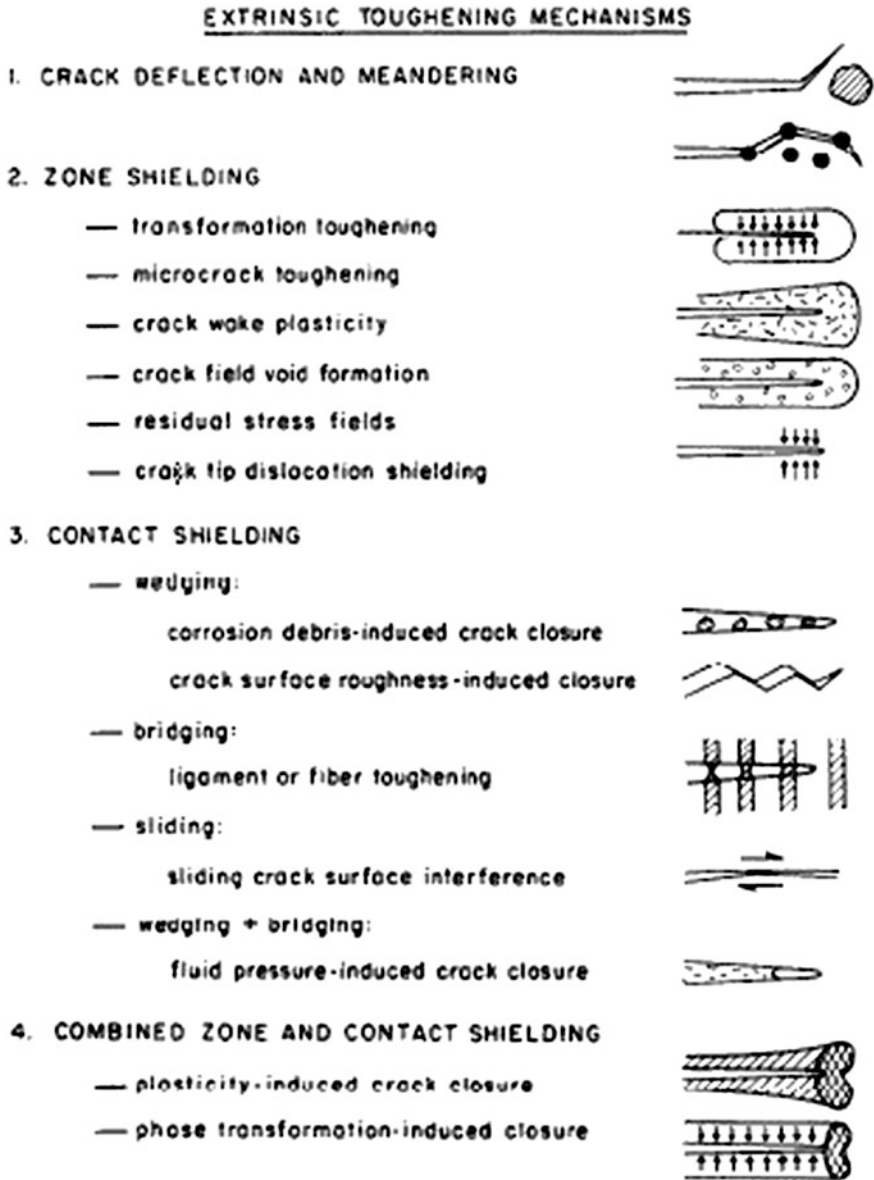 EXTRINSIC TOUGHENING MECHANISMS
1. CRACK DEFLECTION AND MEANDERING
2. ZONE SHIELDING
— transformation toughening
— microcrack toughening
— crack wake plasticity
— crack field void formation
— residual stress fields
— crack tip dislocation shielding
3. CONTACT SHIELDING
— wedging:
corrosion debris-induced crack closure
crack surface roughness-induced closure
— bridging:
ligament or fiber toughening
— sliding:
sliding crack surface interference
— wedging + bridging:
fluid pressure-induced crack closure
4. COMBINED ZONE AND CONTACT SHIELDING
— plasticity-induced crack closure
— phase transformation-induced closure